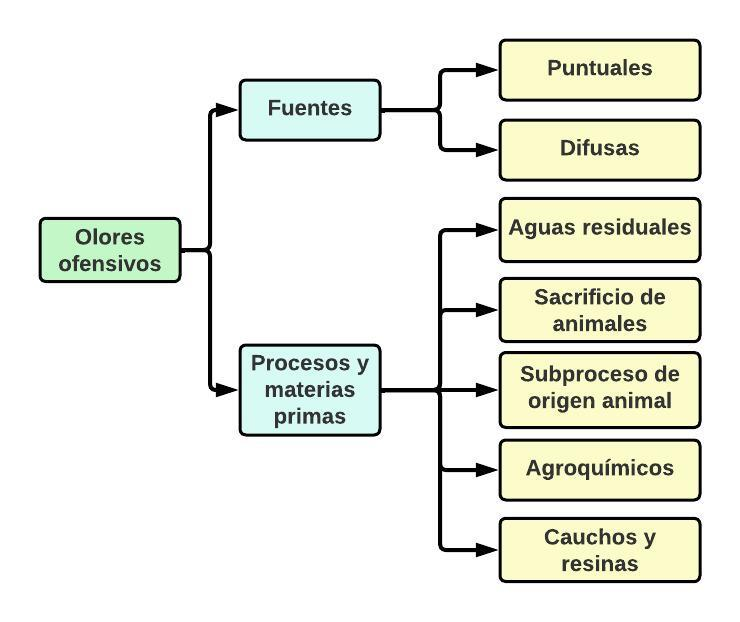 Olores
ofensivos
Fuentes
Puntuales
Difusas
Procesos y
materias
primas
Aguas residuales
Sacrificio de
animales
Subproceso de
origen animal
Agroquímicos
Cauchos y
resinas